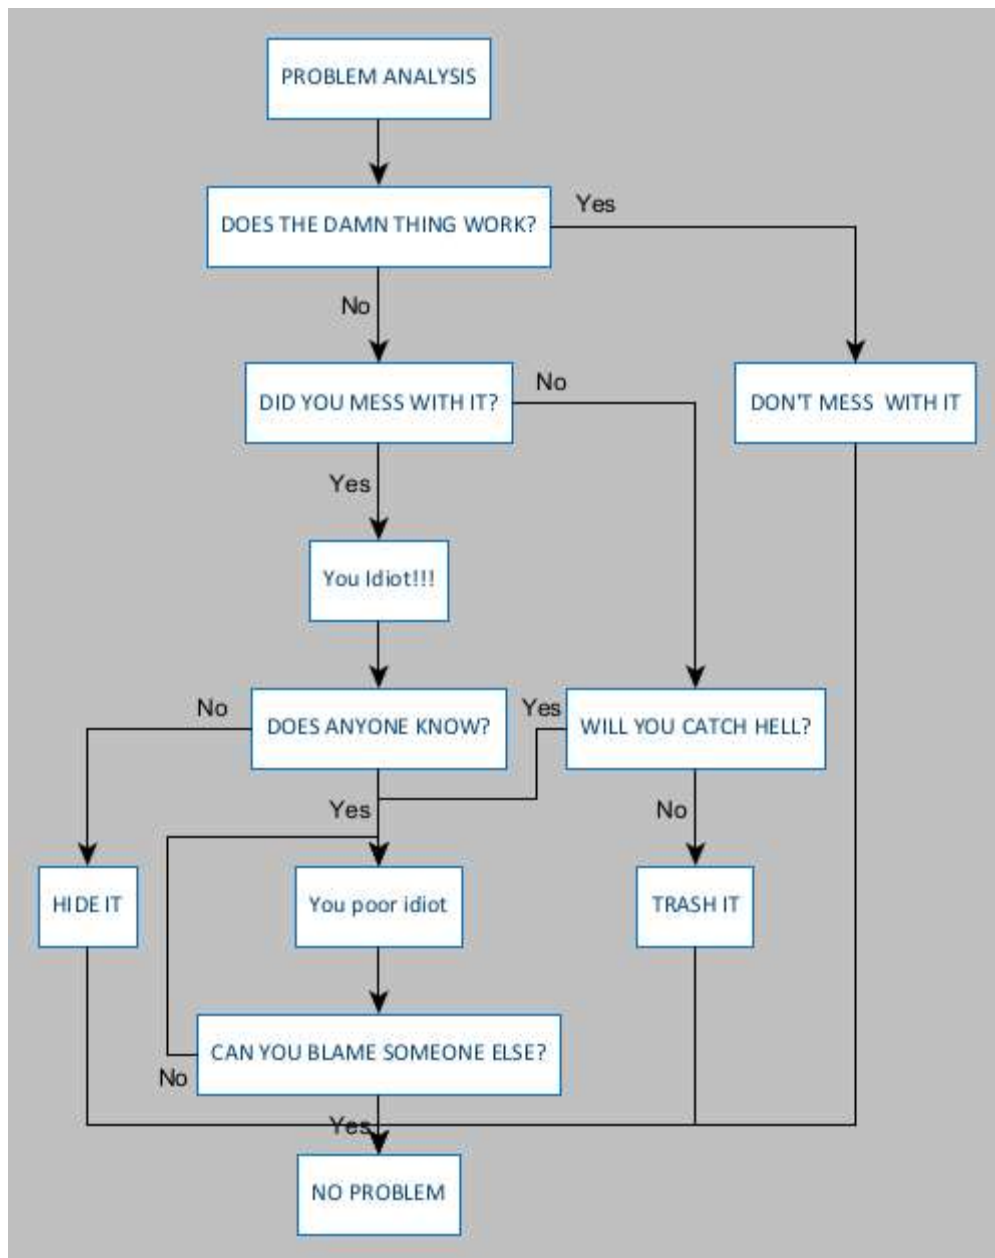 PROBLEM ANALYSIS
Yes
DOES THE DAMN THING WORK?
No
No
DID YOU MESS WITH IT?
DON'T MESS  WITH IT
Yes
You Idiot!!!
No
Yes
DOES ANYONE KNOW?
WILL YOU CATCH HELL?
Yes
No
HIDE IT
You poor idiot
TRASH IT
CAN YOU BLAME SOMEONE ELSE?
No
Yes
NO PROBLEM